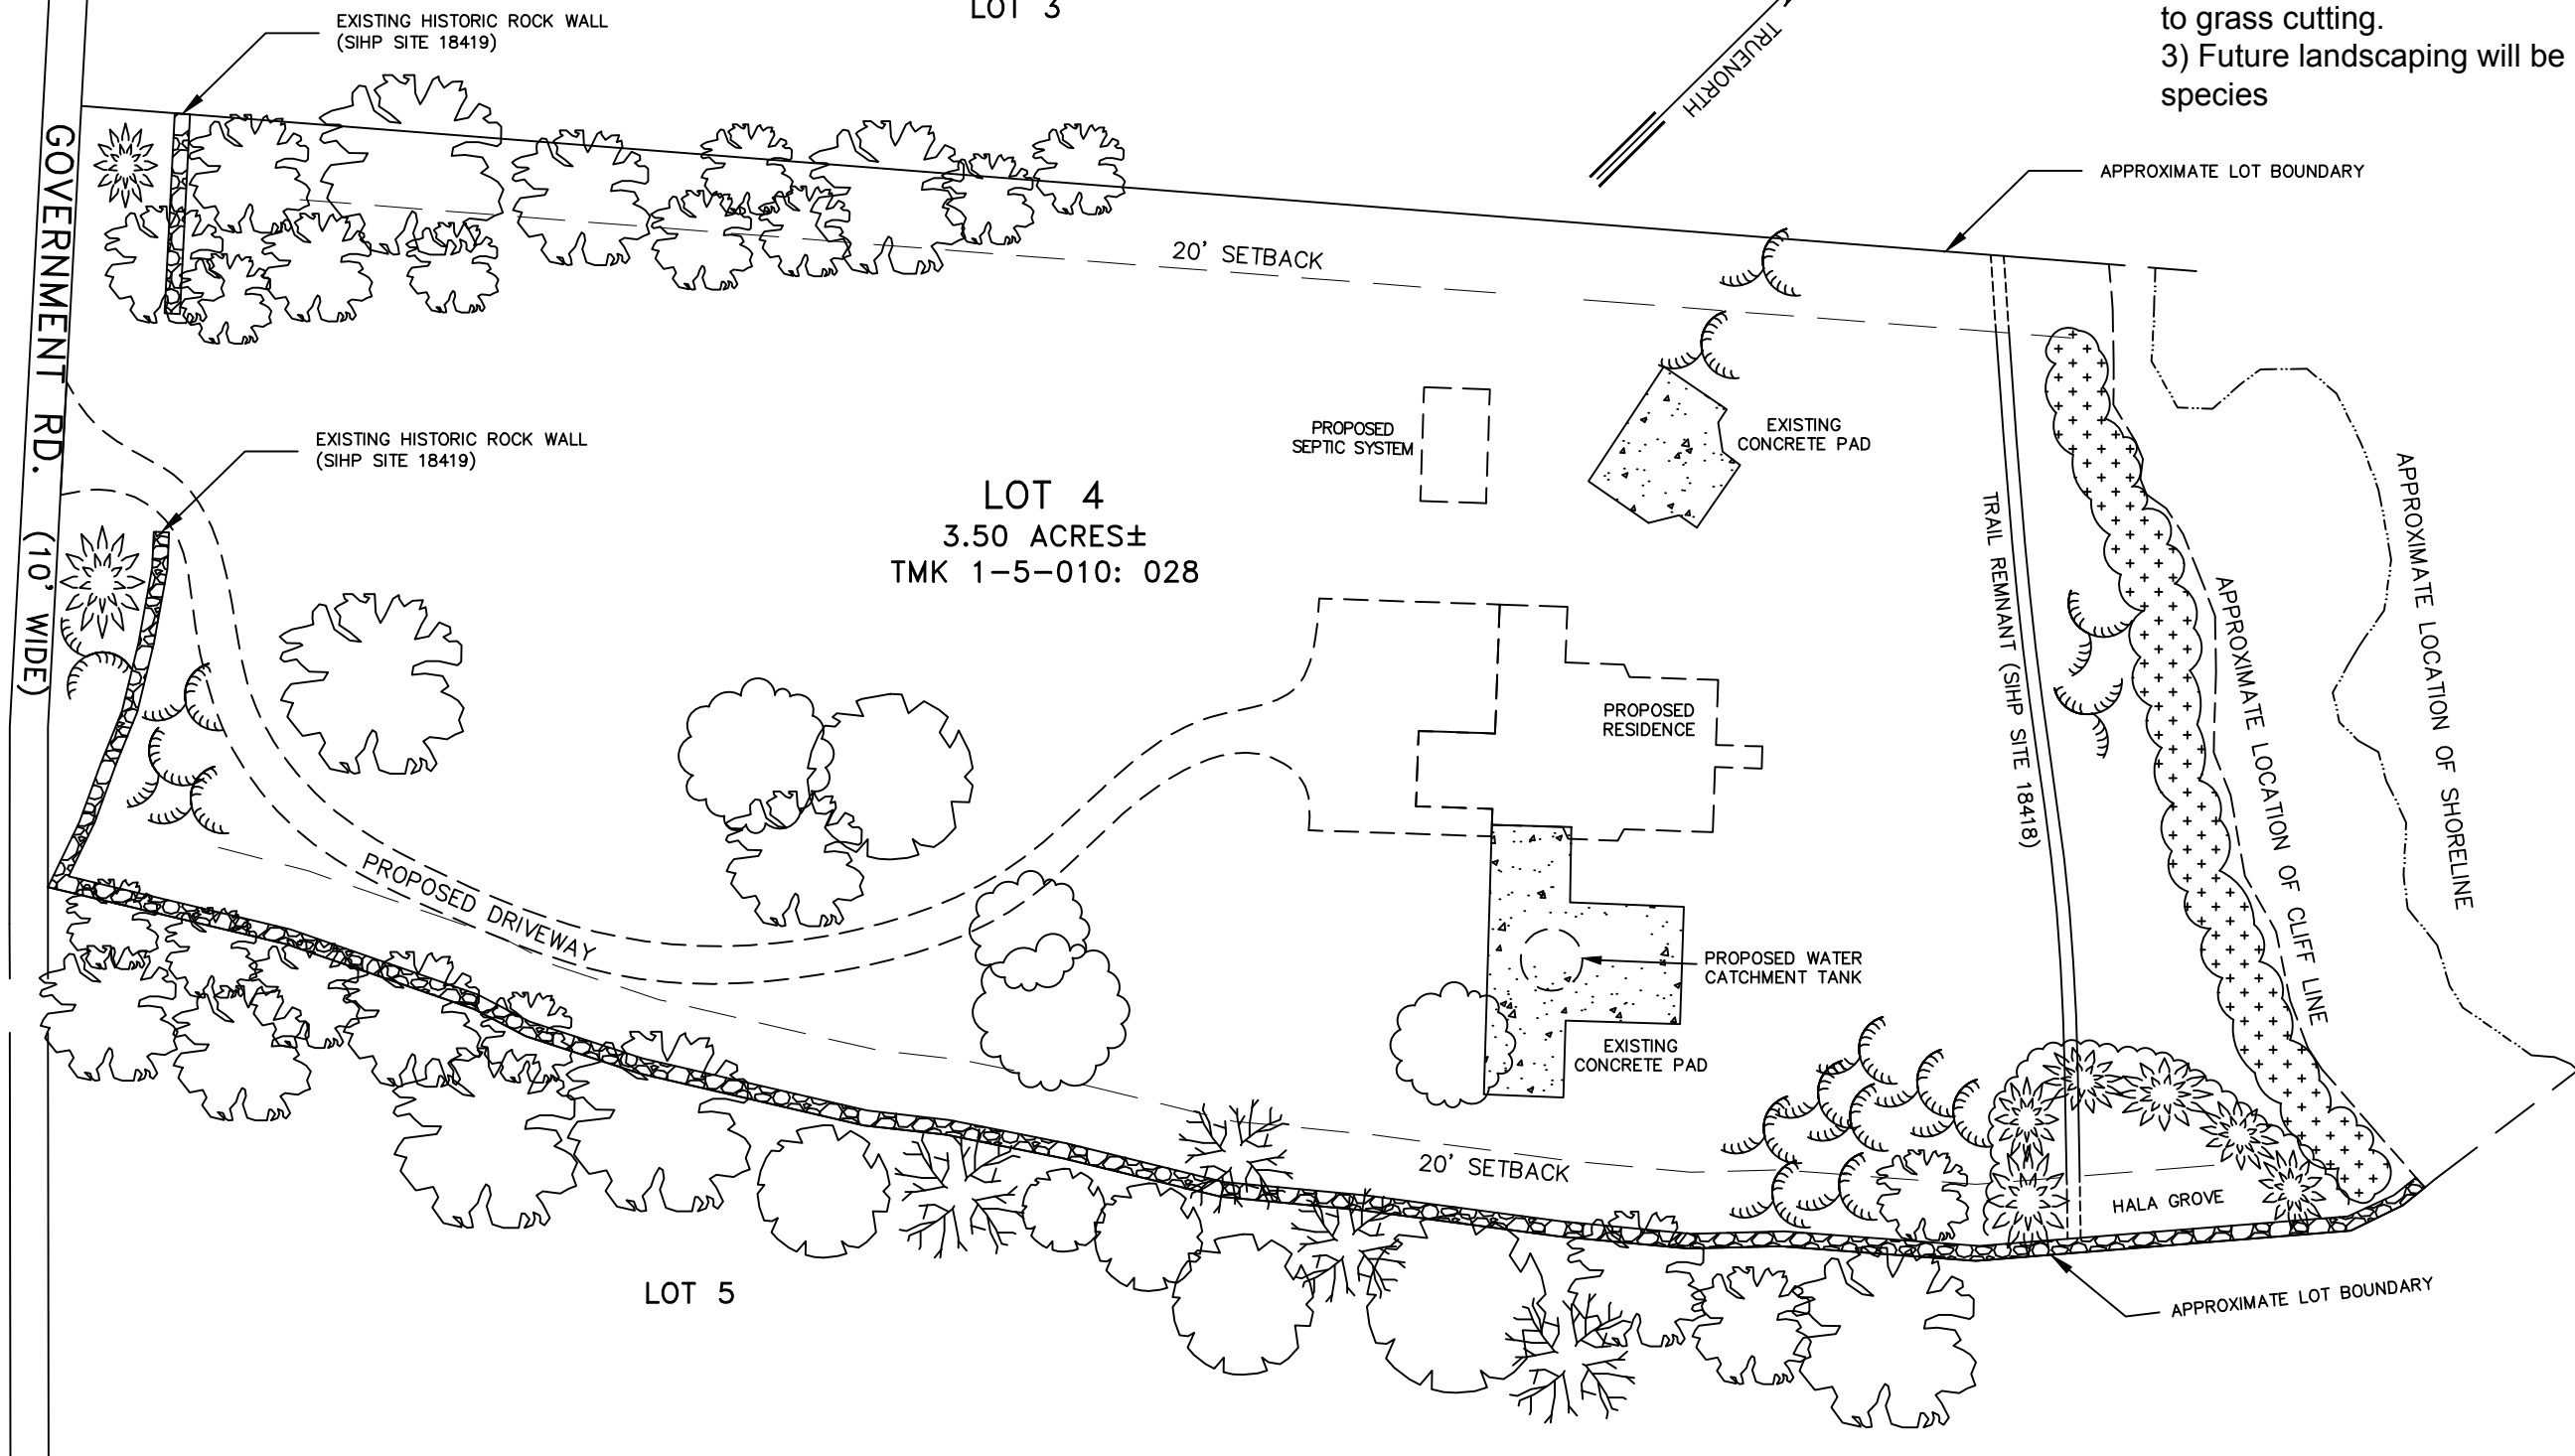 LOT 3
to grass cutting.
3) Future landscaping will be
species
EXISTING HISTORIC ROCK WALL
(SIHP SITE 18419)
TRUENORTH
APPROXIMATE LOT BOUNDARY
GOVERNMENT RD. (10' WIDE)
20' SETBACK
EXISTING HISTORIC ROCK WALL
(SIHP SITE 18419)
PROPOSED
SEPTIC SYSTEM
EXISTING
CONCRETE PAD
LOT 4
3.50 ACRES±
TMK 1-5-010: 028
TRAIL REMNANT (SIHP SITE 18418)
APPROXIMATE LOCATION OF CLIFF LINE
APPROXIMATE LOCATION OF SHORELINE
PROPOSED
RESIDENCE
PROPOSED DRIVEWAY
PROPOSED WATER
CATCHMENT TANK
EXISTING
CONCRETE PAD
20' SETBACK
HALA GROVE
LOT 5
APPROXIMATE LOT BOUNDARY